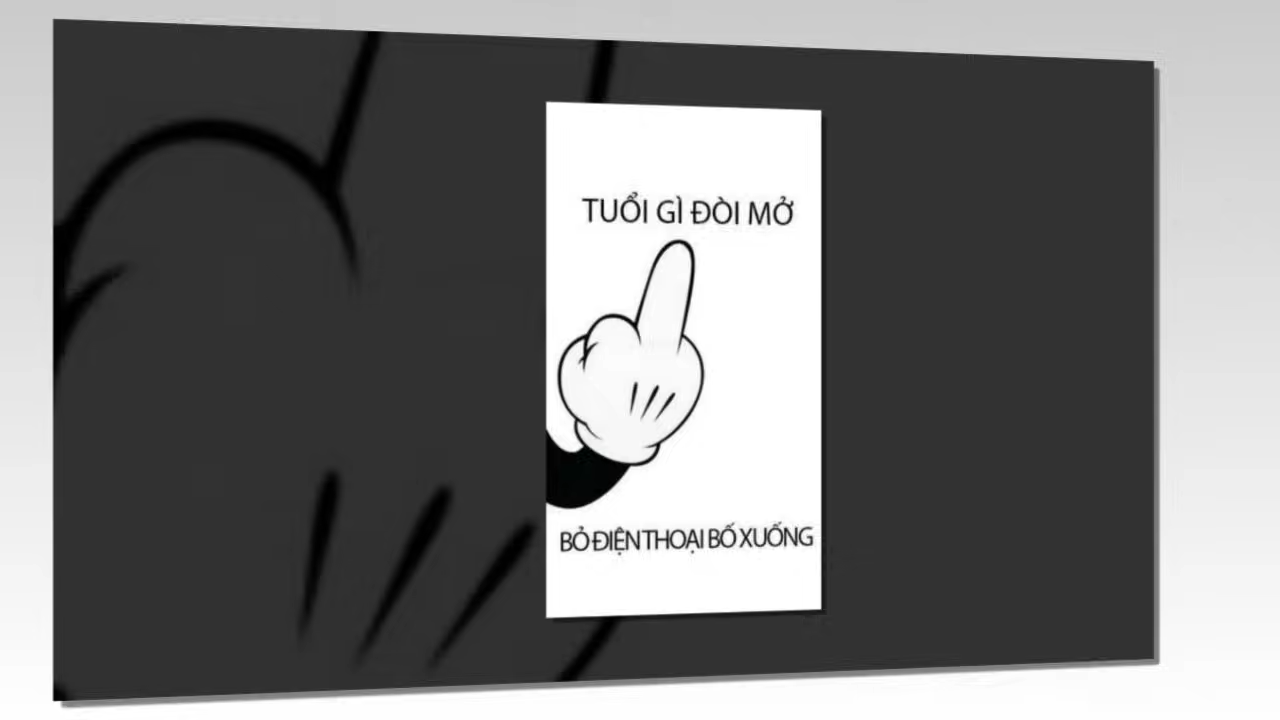 TUỔI GÌ ĐÒI MỞ
BỎ ĐIỆN THOẠI BỐ XUỐNG